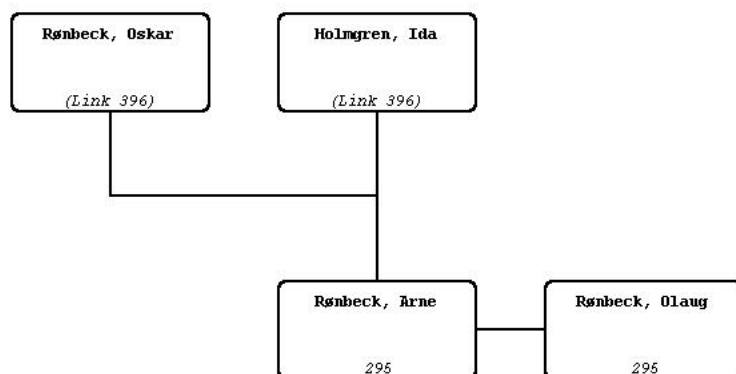 Rønbeck, Oskar
(Link 396)
Holmgren, Ida
(Link 396)
Rønbeck, Arne
295
Rønbeck, Olaug
295